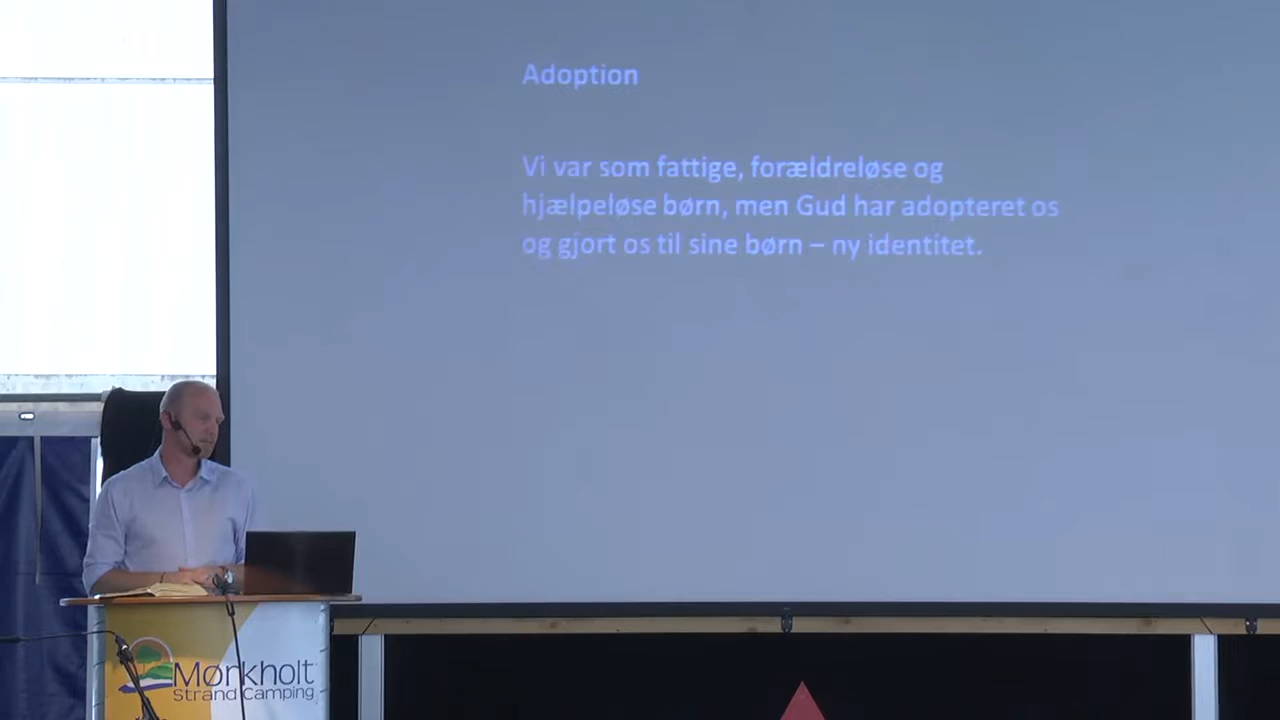 Adoption
Vi var som fattige, forældreløse og
hjælpeløse børn, men Gud har adopteret os
og gjort os til sine børn – ny identitet.
Mørkholt
Strand Camping